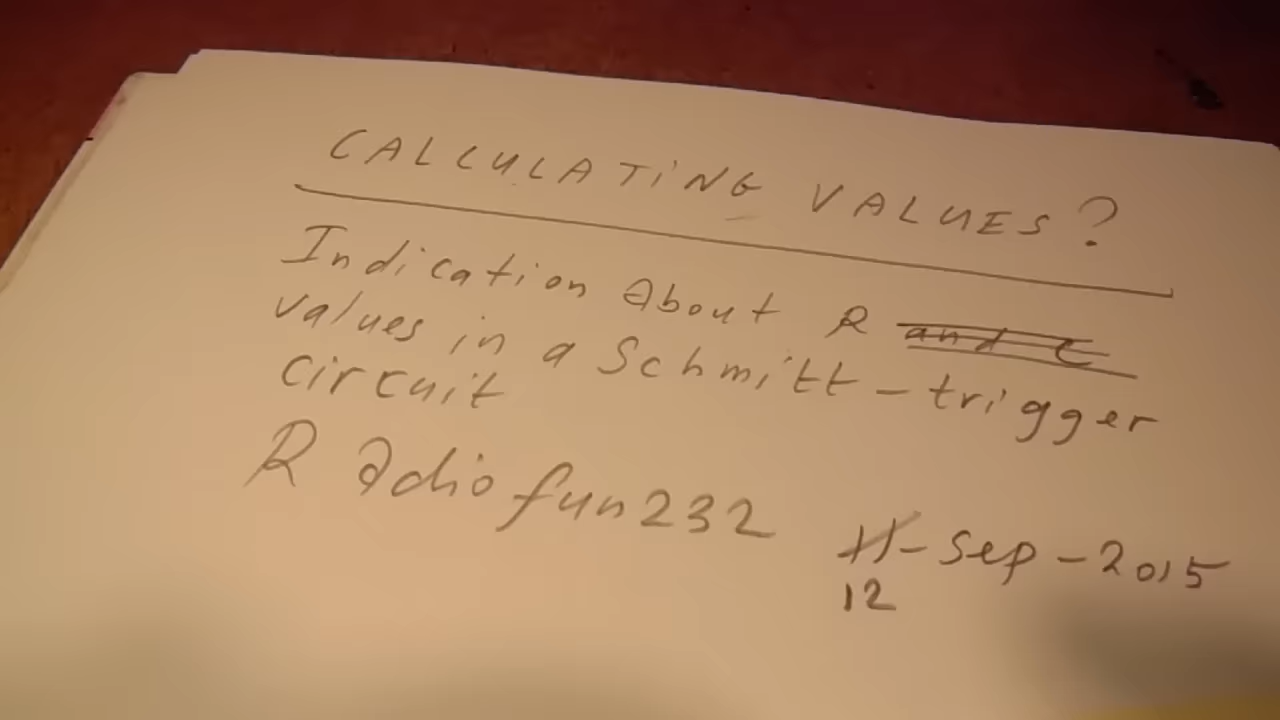 CALCULATING VALUES?
Indication About R and C
values in a Schmitt-trigger
circuit
Radiofun232
11-Sep-2015
12